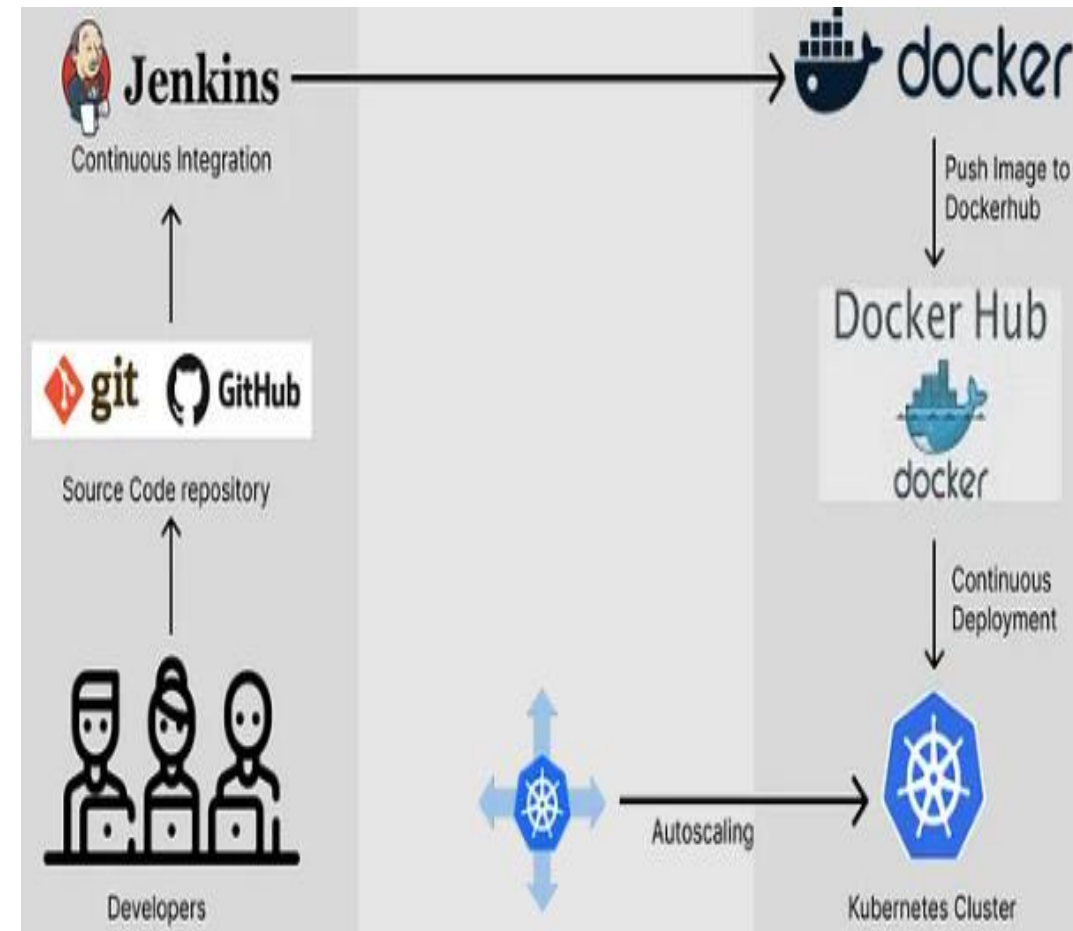 Jenkins
Continuous Integration
docker
Push Image to
Dockerhub
git GitHub
Source Code repository
Docker Hub
docker
Continuous
Deployment
Autoscaling
Developers
Kubernetes Cluster